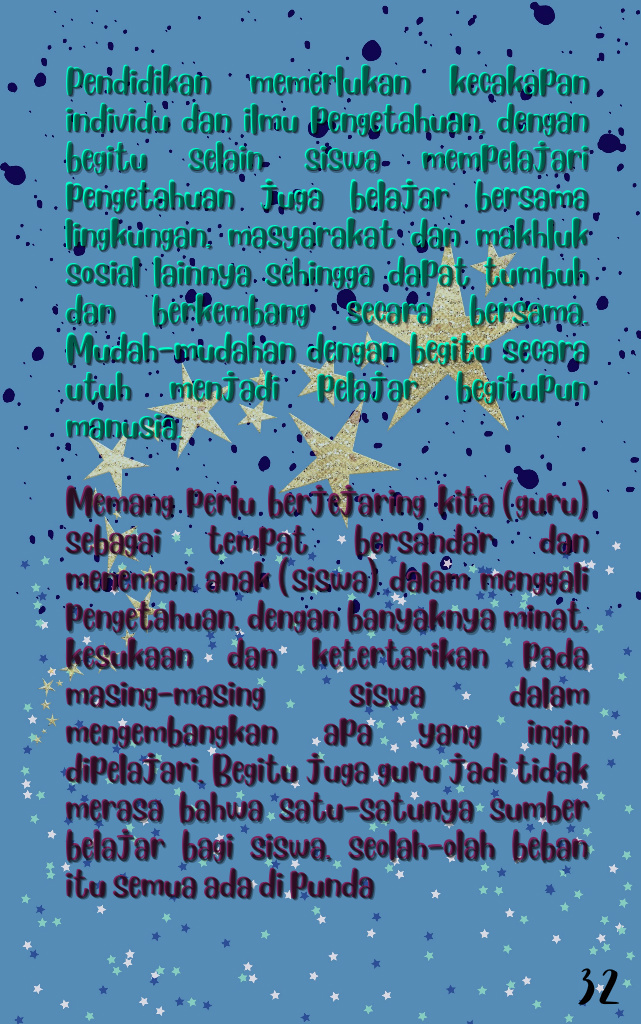 Pendidikan memerlukan kecakapan
individu dan ilmu pengetahuan, dengan
begitu selain siswa mempelajari
pengetahuan juga belajar bersama
lingkungan, masyarakat dan makhluk
sosial lainnya sehingga dapat tumbuh
dan berkembang secara bersama.
Mudah-mudahan dengan begitu secara
utuh menjadi pelajar begitupun
manusia.
Memang perlu berjejaring kita (guru)
sebagai tempat bersandar dan
menemani anak (siswa) dalam menggali
pengetahuan, dengan banyaknya minat,
kesukaan dan ketertarikan pada
masing-masing siswa dalam
mengembangkan apa yang ingin
dipelajari. Begitu juga guru jadi tidak
merasa bahwa satu-satunya sumber
belajar bagi siswa, seolah-olah beban
itu semua ada di punda
32